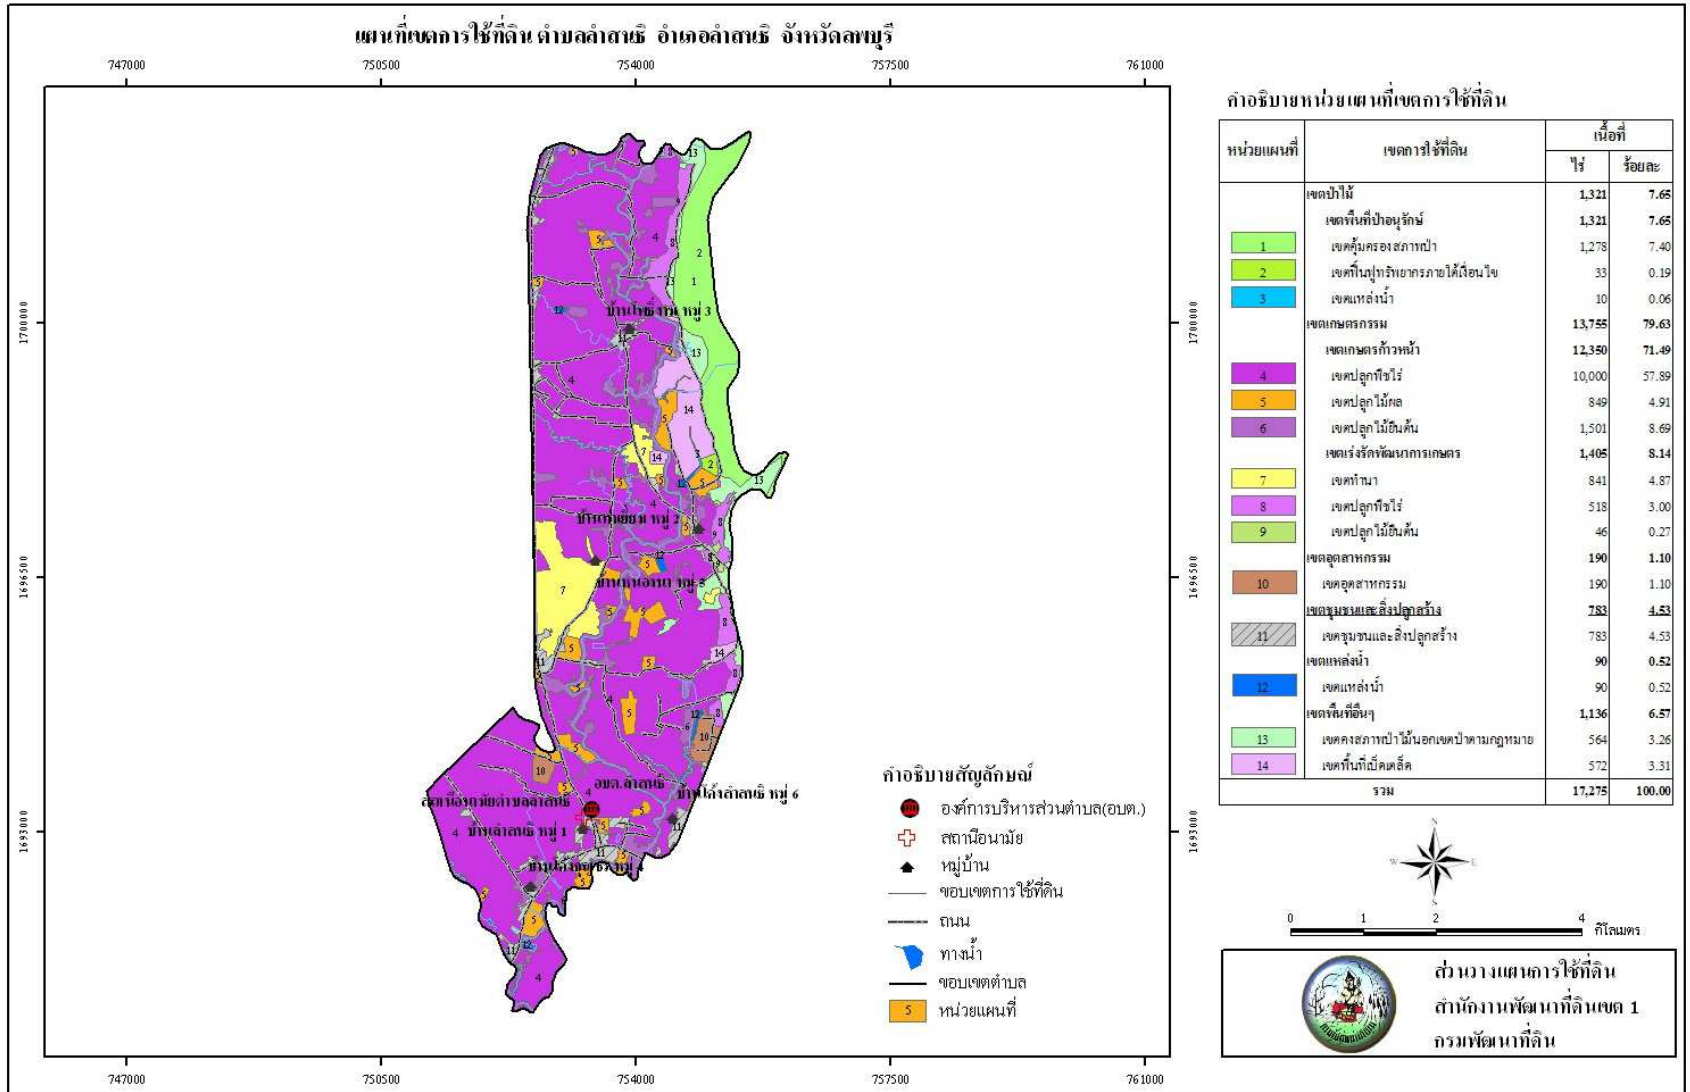 แผนที่เขตการใช้ที่ดิน ตำบลลำสนธิ อำเภอลำสนธิ จังหวัดลพบุรี
747000 750500 754000 757500 761000
1700000 1696500 1693000
บ้านโพธิ์งาม หมู่ 3
หมู่ 2
หมู่ 5
อบต.ลำสนธิ
สถานีอนามัยตำบลลำสนธิ
บ้านโค้งลำสนธิ หมู่ 6
บ้านลำสนธิ หมู่ 1
หมู่ 4
1700000 1696500 1693000
747000 750500 754000 757500 761000
คำอธิบายสัญลักษณ์
องค์การบริหารส่วนตำบล(อบต.)
สถานีอนามัย
หมู่บ้าน
ขอบเขตการใช้ที่ดิน
ถนน
ทางน้ำ
ขอบเขตตำบล
5 หน่วยแผนที่
คำอธิบายหน่วยแผนที่เขตการใช้ที่ดิน
หน่วยแผนที่ เขตการใช้ที่ดิน เนื้อที่
ไร่ ร้อยละ
เขตป่าไม้ 1,321 7.65
เขตพื้นที่ป่าอนุรักษ์ 1,321 7.65
1 เขตคุ้มครองสภาพป่า 1,278 7.40
2 เขตฟื้นฟูทรัพยากรภายใต้เงื่อนไข 33 0.19
3 เขตแหล่งน้ำ 10 0.06
เขตเกษตรกรรม 13,755 79.63
เขตเกษตรก้าวหน้า 12,350 71.49
4 เขตปลูกพืชไร่ 10,000 57.89
5 เขตปลูกไม้ผล 849 4.91
6 เขตปลูกไม้ยืนต้น 1,501 8.69
เขตเร่งรัดพัฒนาการเกษตร 1,405 8.14
7 เขตทำนา 841 4.87
8 เขตปลูกพืชไร่ 518 3.00
9 เขตปลูกไม้ยืนต้น 46 0.27
เขตอุตสาหกรรม 190 1.10
10 เขตอุตสาหกรรม 190 1.10
เขตชุมชนและสิ่งปลูกสร้าง 783 4.53
11 เขตชุมชนและสิ่งปลูกสร้าง 783 4.53
เขตแหล่งน้ำ 90 0.52
12 เขตแหล่งน้ำ 90 0.52
เขตพื้นที่อื่นๆ 1,136 6.57
13 เขตคงสภาพป่าไม้นอกเขตป่าตามกฎหมาย 564 3.26
14 เขตพื้นที่เบ็ดเตล็ด 572 3.31
รวม 17,275 100.00
N
W E
S
0 1 2 4 กิโลเมตร
ส่วนวางแผนการใช้ที่ดิน
สำนักงานพัฒนาที่ดินเขต 1
กรมพัฒนาที่ดิน